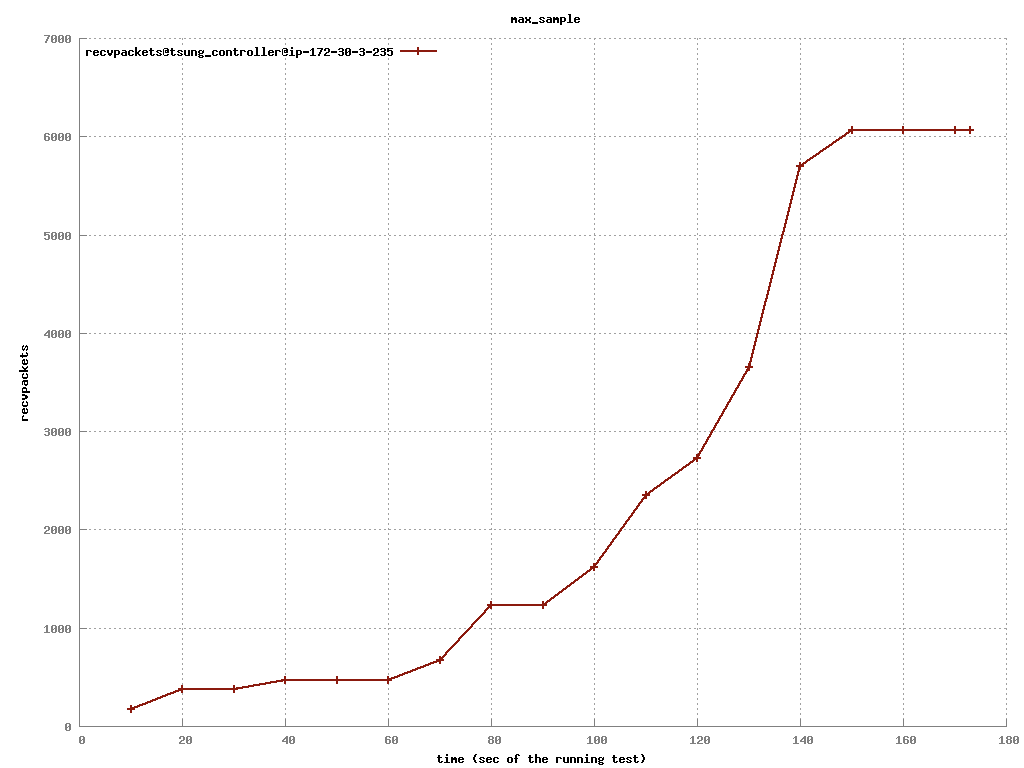 max_sample
recvpackets@tsung_controller@ip-172-30-3-235
7000
6000
5000
4000
3000
2000
1000
0
recvpackets
0 20 40 60 80 100 120 140 160 180
time (sec of the running test)